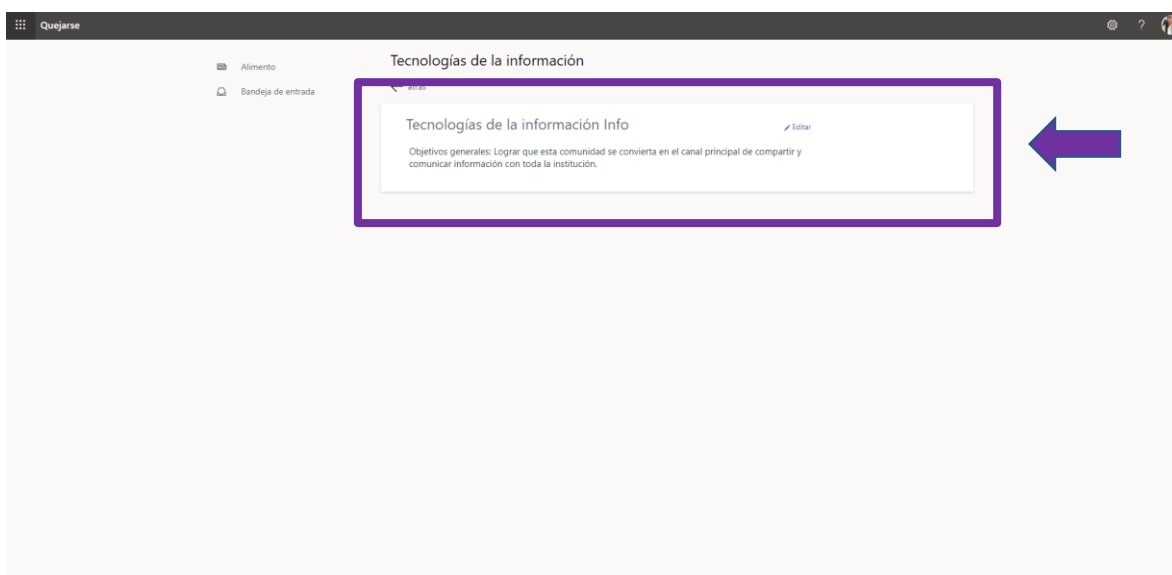 Quejarse
?
Alimento
Bandeja de entrada
Tecnologías de la información
atrás
Tecnologías de la información Info
Editar
Objetivos generales: Lograr que esta comunidad se convierta en el canal principal de compartir y
comunicar información con toda la institución.